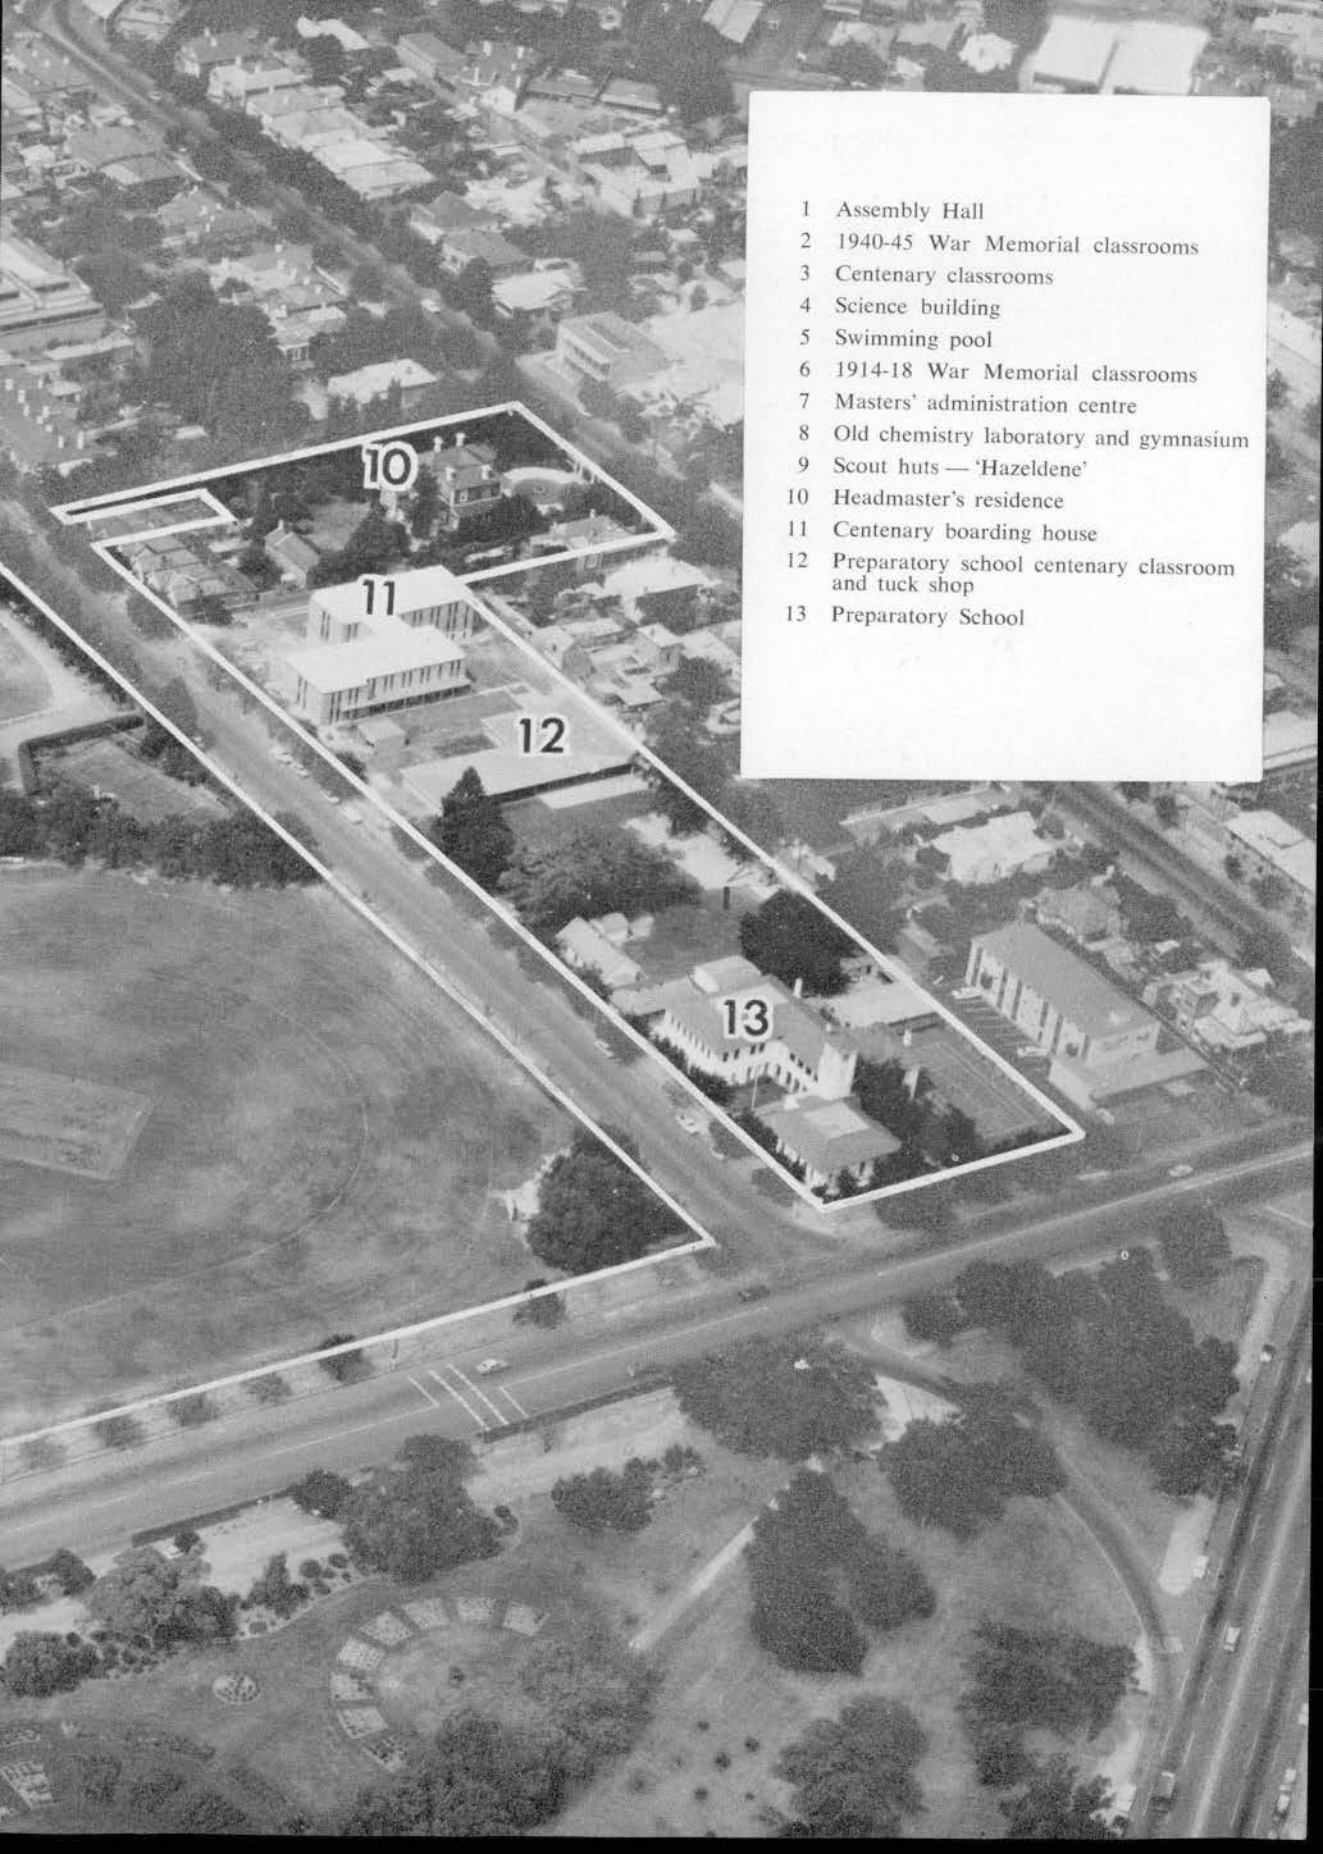 1 Assembly Hall
2 1940-45 War Memorial classrooms
3 Centenary classrooms
4 Science building
5 Swimming pool
6 1914-18 War Memorial classrooms
7 Masters' administration centre
8 Old chemistry laboratory and gymnasium
9 Scout huts — 'Hazeldene'
10 Headmaster's residence
11 Centenary boarding house
12 Preparatory school centenary classroom
and tuck shop
13 Preparatory School
10
11
12
13